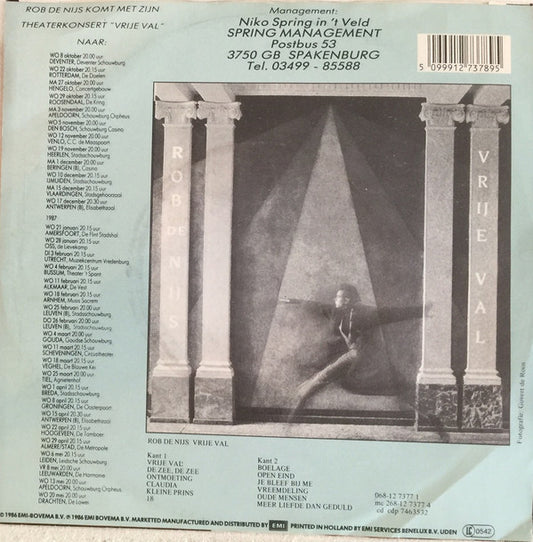 ROB DE NIJS KOMT MET ZIJN
THEATERKONSERT "VRIJE VAL"
NAAR:
WO 8 oktober 20.00 uur
DEVENTER, Deventer Schouwburg
WO 22 oktober 20.15 uur
ROTTERDAM, De Doelen
MA 27 oktober 20.00 uur
HENGELO, Concertgebouw
WO 29 oktober 20.15 uur
ROOSENDAAL, De Kring
MA 3 november 20.00 uur
APELDOORN, Schouwburg Orpheus
WO 5 november 20.00 uur
DEN BOSCH, Schouwburg Casino
WO 12 november 20.00 uur
VENLO, C.C. de Maaspoort
WO 19 november 20.00 uur
HEERLEN, Stadsschouwburg
MA 1 december 20.00 uur
BERINGEN (B), Casino
WO 10 december 20.15 uur
IJMUIDEN, Stadsschouwburg
MA 15 december 20.15 uur
VLAARDINGEN, Stadsgehoorzaal
WO 17 december 20.30 uur
ANTWERPEN (B), Elisabethzaal
1987
WO 21 januari 20.15 uur
AMERSFOORT, De Flint Stadshal
WO 28 januari 20.15 uur
OSS, de Lievekamp
DI 3 februari 20.15 uur
UTRECHT, Muziekcentrum Vredenburg
WO 4 februari 20.15 uur
BUSSUM, Theater 't Spant
WO 11 februari 20.15 uur
ALKMAAR, De Vest
WO 18 februari 20.15 uur
ARNHEM, Musis Sacrem
WO 25 februari 20.00 uur
LEUVEN (B), Stadsschouwburg
DO 26 februari 20.00 uur
LEUVEN (B), Stadsschouwburg
WO 4 maart 20.00 uur
GOUDA, Goudse Schouwburg
WO 11 maart 20.15 uur
SCHEVENINGEN, Circustheater
WO 18 maart 20.15 uur
VEGHEL, De Blauwe Kei
WO 25 maart 20.00 uur
TIEL, Agnietenhof
WO 1 april 20.15 uur
BREDA, Stadsschouwburg
WO 8 april 20.15 uur
GRONINGEN, De Oosterpoort
WO 15 april 20.30 uur
ANTWERPEN (B), Elisabethzaal
WO 22 april 20.15 uur
HOOGEVEEN, De Tamboer
WO 29 april 20.15 uur
ALMERE/STAD, De Metropole
WO 6 mei 20.15 uur
LEIDEN, Leidsche Schouwburg
VR 8 mei 20.00 uur
LEEUWARDEN, De Harmonie
WO 13 mei 20.00 uur
APELDOORN, Schouwburg Orpheus
WO 20 mei 20.00 uur
DRACHTEN, De Lawei
Management:
Niko Spring in 't Veld
SPRING MANAGEMENT
Postbus 53
3750 GB SPAKENBURG
Tel. 03499 - 85588
5 099912 737895
ROB DE NIJS
VRIJE VAL
Fotografie: Govert de Roos
ROB DE NIJS VRIJE VAL
Kant 1
VRIJE VAL
DE ZEE, DE ZEE
ONTMOETING
CLAUDIA
KLEINE PRINS
18
Kant 2
BOELAGE
OPEN EIND
JE BLEEF BIJ ME
VREEMDELING
OUDE MENSEN
MEER LIEFDE DAN GEDULD
068-12 7377 1
mc 268-12 7377 4
cd cdp 7463532
© 1986 EMI-BOVEMA B.V. ℗ 1986 EMI BOVEMA B.V. MARKETED MANUFACTURED AND DISTRIBUTED BY EMI PRINTED IN HOLLAND BY EMI SERVICES BENELUX B.V. UDEN LC 0542